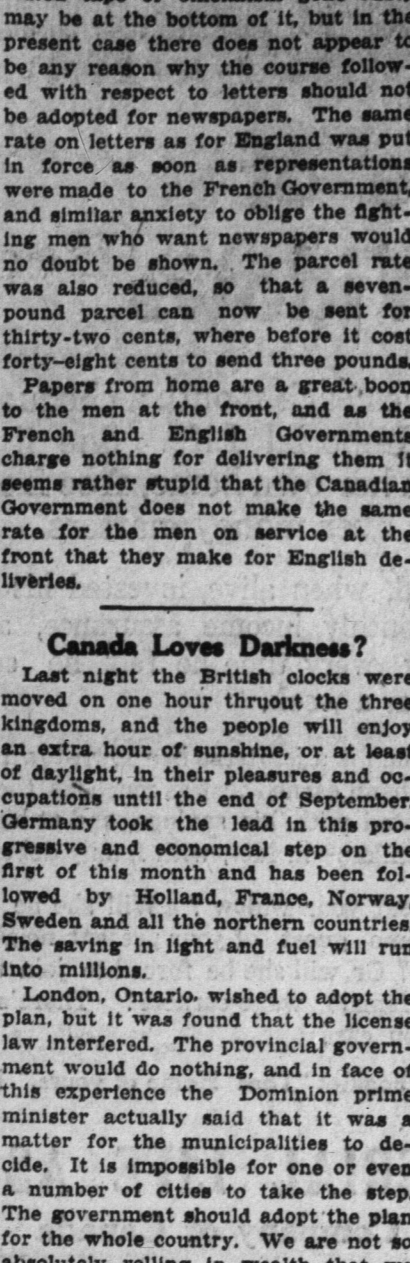 may be at the bottom of it, but in the
present case there does not appear to
be any reason why the course follow-
ed with respect to letters should not
be adopted for newspapers. The same
rate on letters as for England was put
in force as soon as representations
were made to the French Government,
and similar anxiety to oblige the fight-
ing men who want newspapers would
no doubt be shown. The parcel rate
was also reduced, so that a seven-
pound parcel can now be sent for
thirty-two cents, where before it cost
forty-eight cents to send three pounds.
Papers from home are a great boon
to the men at the front, and as the
French and English Governments
charge nothing for delivering them it
seems rather stupid that the Canadian
Government does not make the same
rate for the men on service at the
front that they make for English de-
liveries.
Canada Loves Darkness?
Last night the British clocks were
moved on one hour thruout the three
kingdoms, and the people will enjoy
an extra hour of sunshine, or at least
of daylight, in their pleasures and oc-
cupations until the end of September.
Germany took the lead in this pro-
gressive and economical step on the
first of this month and has been fol-
lowed by Holland, France, Norway,
Sweden and all the northern countries.
The saving in light and fuel will run
into millions.
London, Ontario, wished to adopt the
plan, but it was found that the license
law interfered. The provincial govern-
ment would do nothing, and in face of
this experience the Dominion prime
minister actually said that it was a
matter for the municipalities to de-
cide. It is impossible for one or even
a number of cities to take the step.
The government should adopt the plan
for the whole country. We are not so